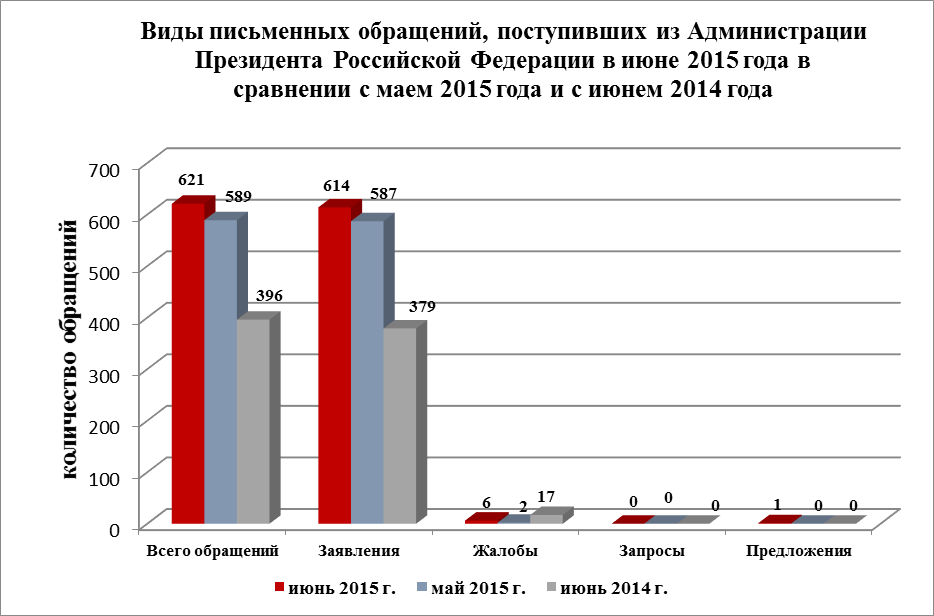 Виды письменных обращений, поступивших из Администрации
Президента Российской Федерации в июне 2015 года в
сравнении с маем 2015 года и с июнем 2014 года
количество обращений
700
600
500
400
300
200
100
0
621
589
396
614
587
379
6
2
17
0
0
0
1
0
0
Всего обращений
Заявления
Жалобы
Запросы
Предложения
июнь 2015 г.
май 2015 г.
июнь 2014 г.